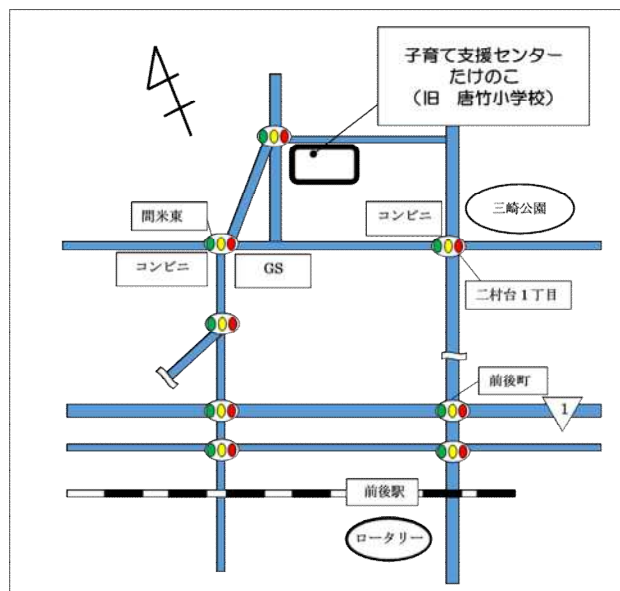 子育て支援センター
たけのこ
（旧　唐竹小学校）
間米東
コンビニ
三崎公園
コンビニ
GS
二村台１丁目
前後町
1
前後駅
ロータリー